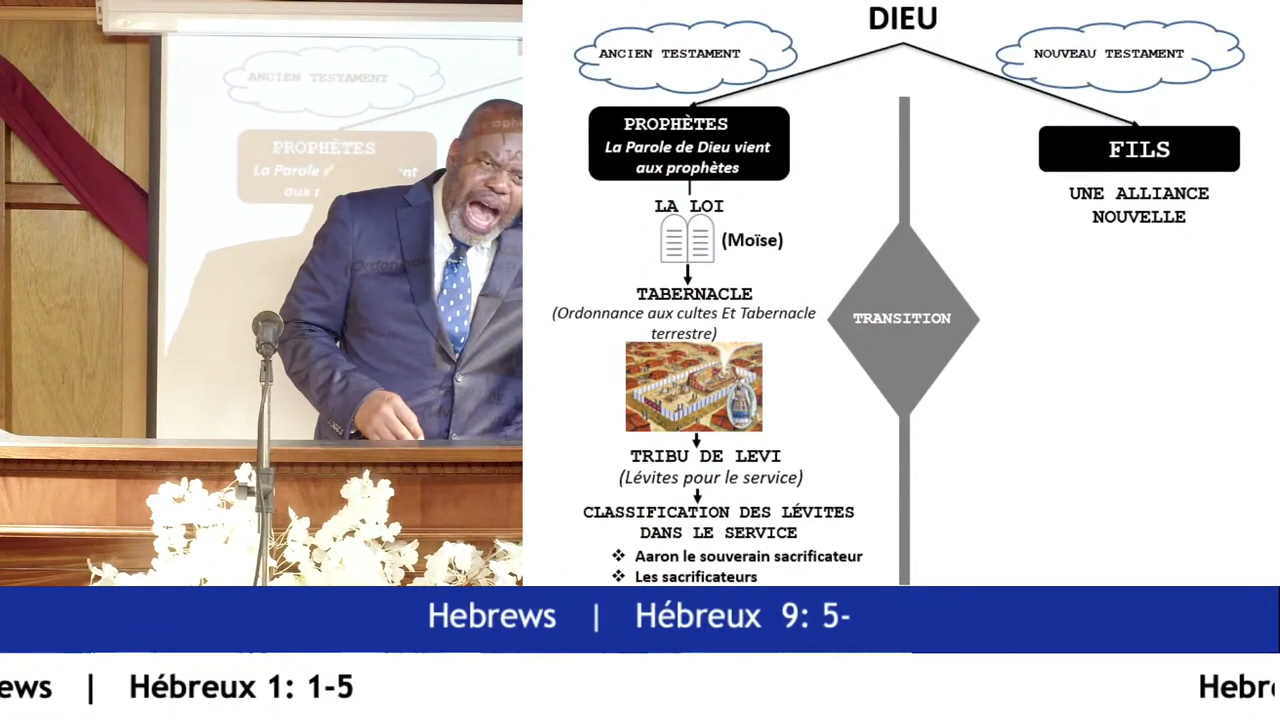 ANCIEN TESTAMENT
PROPHÈTES
La Parole
aux
DIEU
ANCIEN TESTAMENT
NOUVEAU TESTAMENT
PROPHÈTES
La Parole de Dieu vient
aux prophètes
FILS
UNE ALLIANCE
NOUVELLE
LA LOI
(Moïse)
TABERNACLE
(Ordonnance aux cultes Et Tabernacle
terrestre)
TRANSITION
TRIBU DE LEVI
(Lévites pour le service)
CLASSIFICATION DES LÉVITES
DANS LE SERVICE
❖ Aaron le souverain sacrificateur
❖ Les sacrificateurs
Hebrews | Hébreux 9: 5-
ews | Hébreux 1: 1-5 Hebr